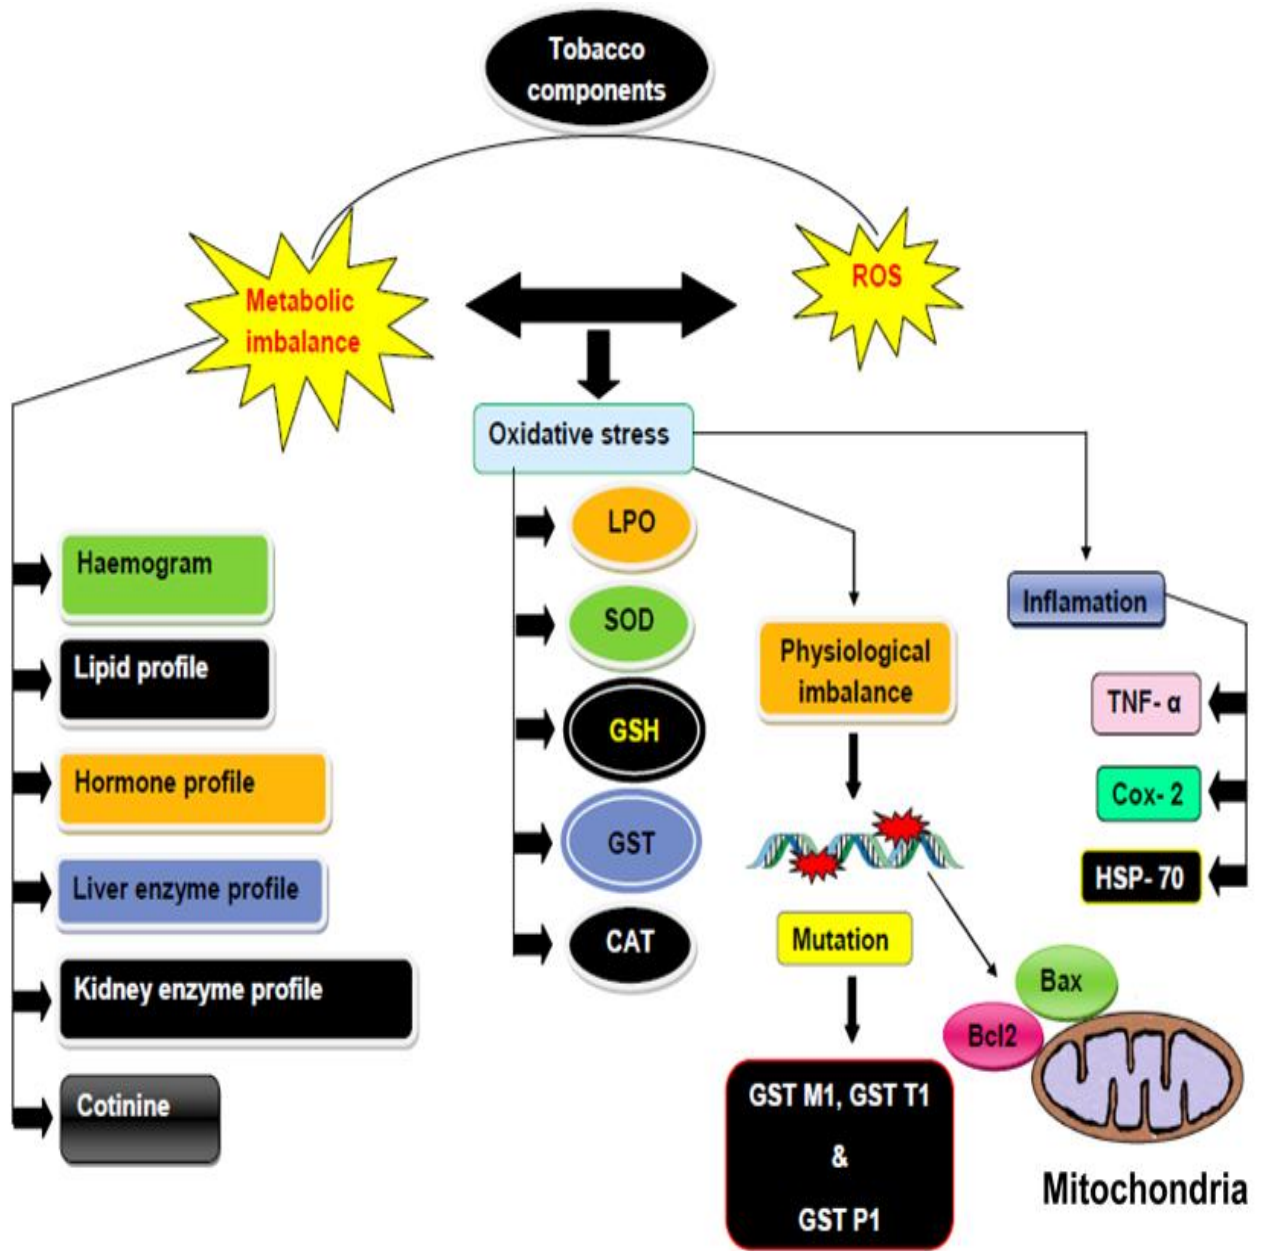 Tobacco
components
Metabolic
imbalance
ROS
Oxidative stress
Haemogram
Lipid profile
Hormone profile
Liver enzyme profile
Kidney enzyme profile
Cotinine
LPO
SOD
GSH
GST
CAT
Physiological
imbalance
Mutation
GST M1, GST T1
&
GST P1
Inflamation
TNF- α
Cox- 2
HSP- 70
Bax
Bcl2
Mitochondria